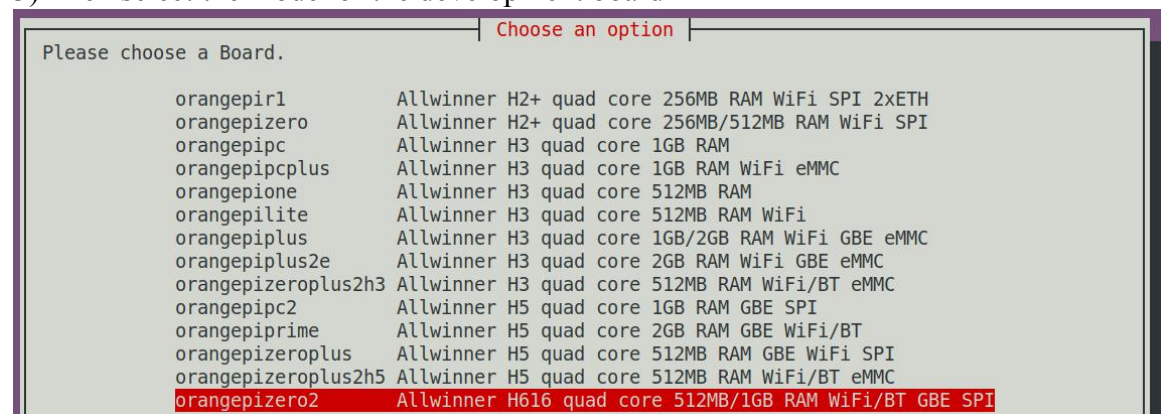 Choose an option
Please choose a Board.
orangepir1 Allwinner H2+ quad core 256MB RAM WiFi SPI 2xETH
orangepizero Allwinner H2+ quad core 256MB/512MB RAM WiFi SPI
orangepipc Allwinner H3 quad core 1GB RAM
orangepipcplus Allwinner H3 quad core 1GB RAM WiFi eMMC
orangepione Allwinner H3 quad core 512MB RAM
orangepilite Allwinner H3 quad core 512MB RAM WiFi
orangepiplus Allwinner H3 quad core 1GB/2GB RAM WiFi GBE eMMC
orangepiplus2e Allwinner H3 quad core 2GB RAM WiFi GBE eMMC
orangepizeroplus2h3 Allwinner H3 quad core 512MB RAM WiFi/BT eMMC
orangepipc2 Allwinner H5 quad core 1GB RAM GBE SPI
orangepiprime Allwinner H5 quad core 2GB RAM GBE WiFi/BT
orangepizeroplus Allwinner H5 quad core 512MB RAM GBE WiFi SPI
orangepizeroplus2h5 Allwinner H5 quad core 512MB RAM WiFi/BT eMMC
orangepizero2 Allwinner H616 quad core 512MB/1GB RAM WiFi/BT GBE SPI